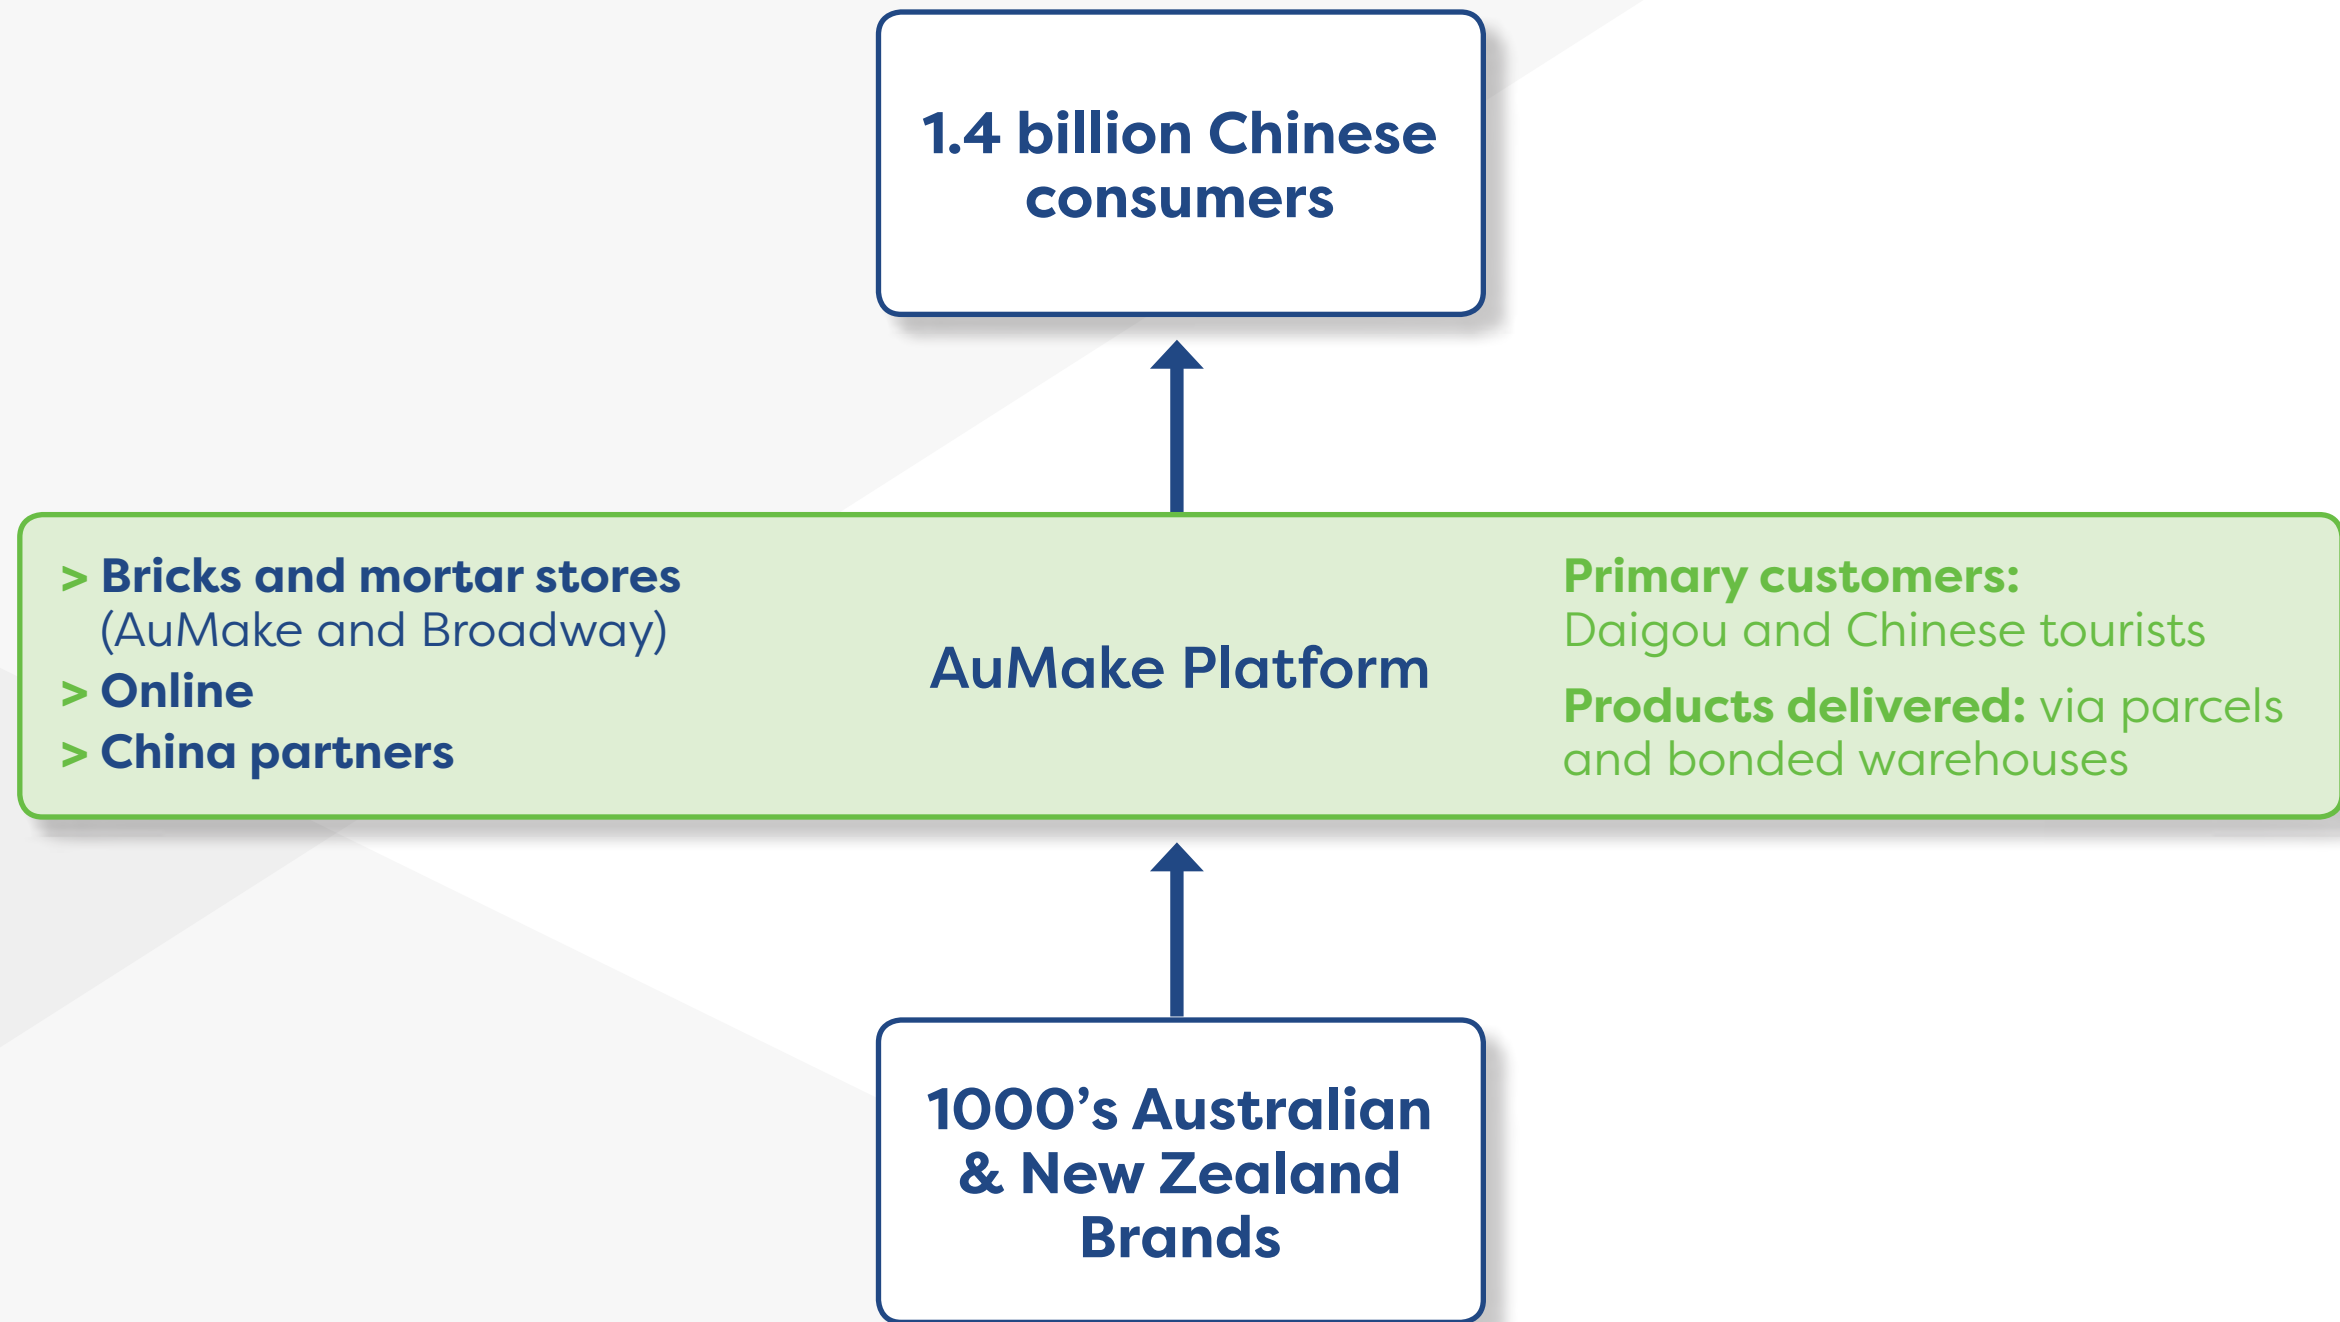 1.4 billion Chinese
consumers
> Bricks and mortar stores
(AuMake and Broadway)
> Online
> China partners
AuMake Platform
Primary customers:
Daigou and Chinese tourists
Products delivered: via parcels
and bonded warehouses
1000’s Australian
& New Zealand
Brands